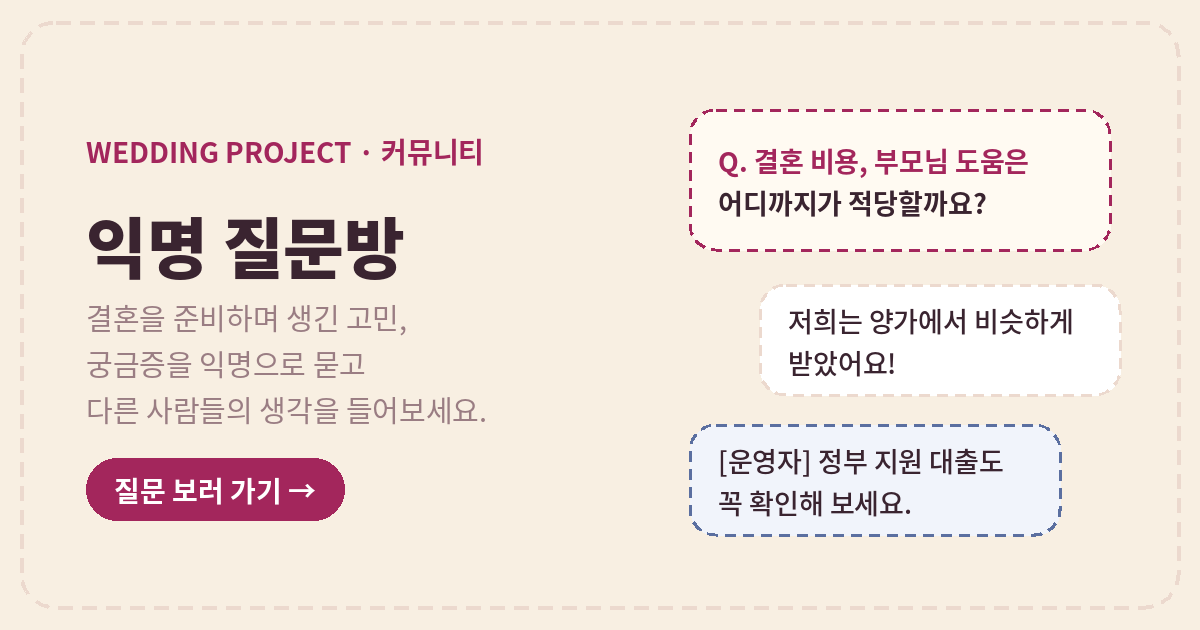 WEDDING PROJECT · 커뮤니티
익명 질문방
결혼을 준비하며 생긴 고민,
궁금증을 익명으로 묻고
다른 사람들의 생각을 들어보세요.
질문 보러 가기 →
Q. 결혼 비용, 부모님 도움은
어디까지가 적당할까요?
저희는 양가에서 비슷하게
받았어요!
[운영자] 정부 지원 대출도
꼭 확인해 보세요.